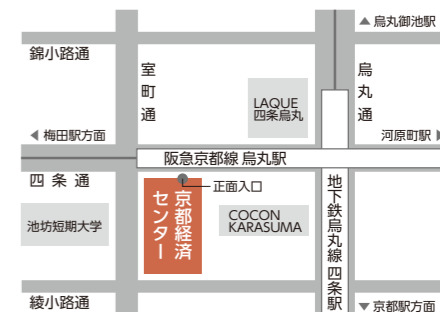 ▲ 烏丸御池駅
錦小路通
室町通
烏丸通
LAQUE
四条烏丸
◀ 梅田駅方面
河原町駅 ▶
阪急京都線 烏丸駅
四条通
正面入口
京都経済
センター
地下鉄烏丸線 四条駅
池坊短期大学
COCON
KARASUMA
綾小路通
▼ 京都駅方面